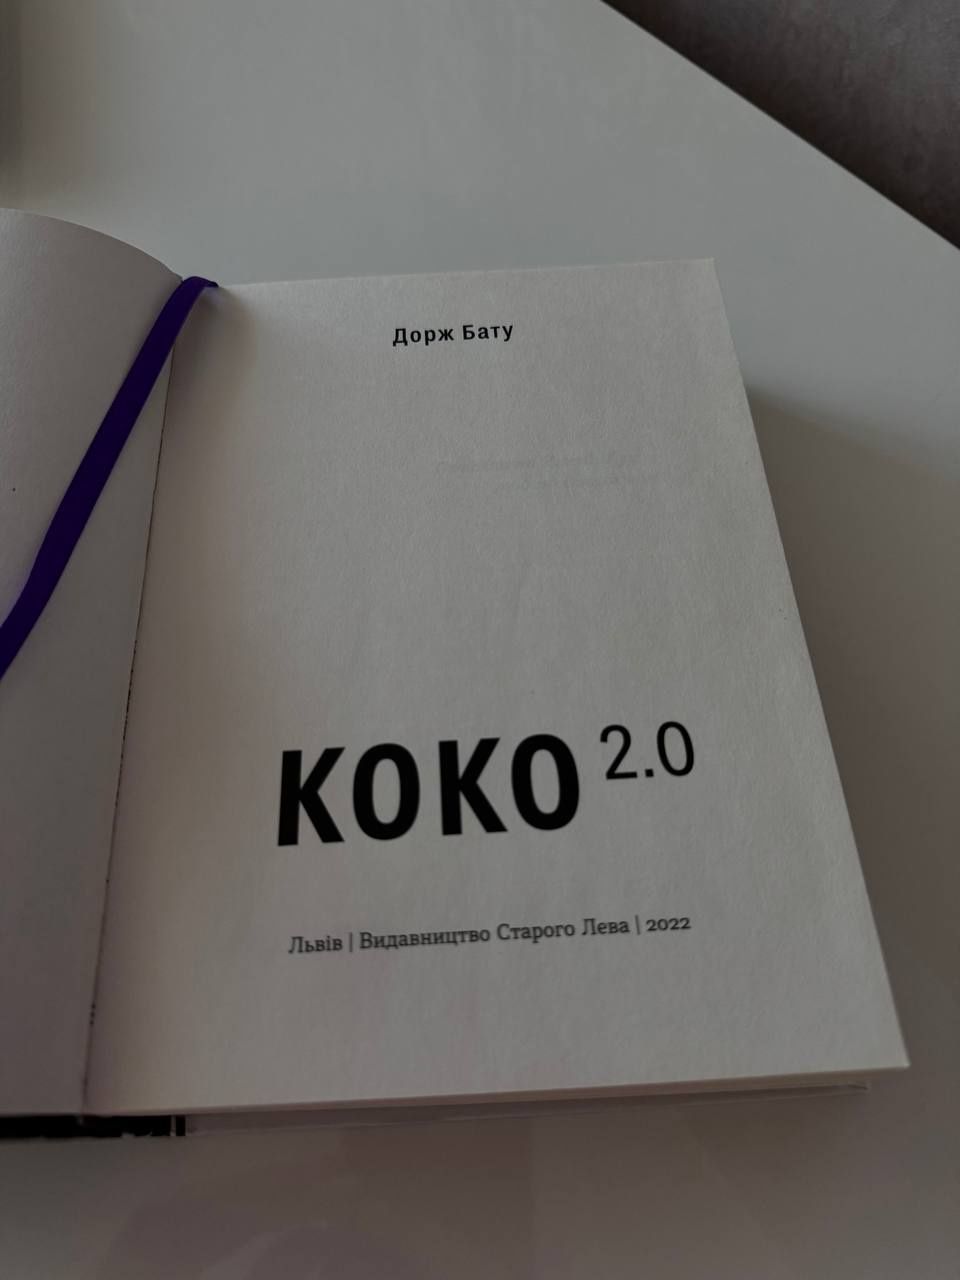 Дорж Бату
КОКО 2.0
Львів | Видавництво Старого Лева | 2022